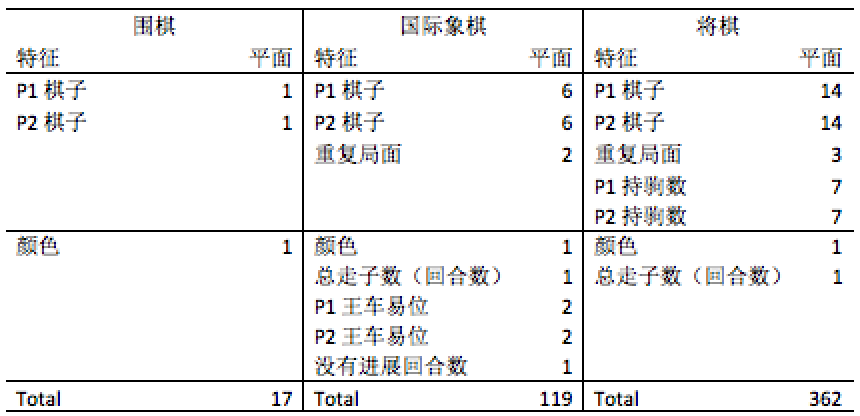 围棋 国际象棋 将棋
特征 平面 特征 平面 特征 平面
P1 棋子 1 P1 棋子 6 P1 棋子 14
P2 棋子 1 P2 棋子 6 P2 棋子 14
重复局面 2 重复局面 3
P1 持驹数 7
P2 持驹数 7
颜色 1 颜色 1 颜色 1
总走子数（回合数） 1 总走子数（回合数） 1
P1 王车易位 2
P2 王车易位 2
没有进展回合数 1
Total 17 Total 119 Total 362